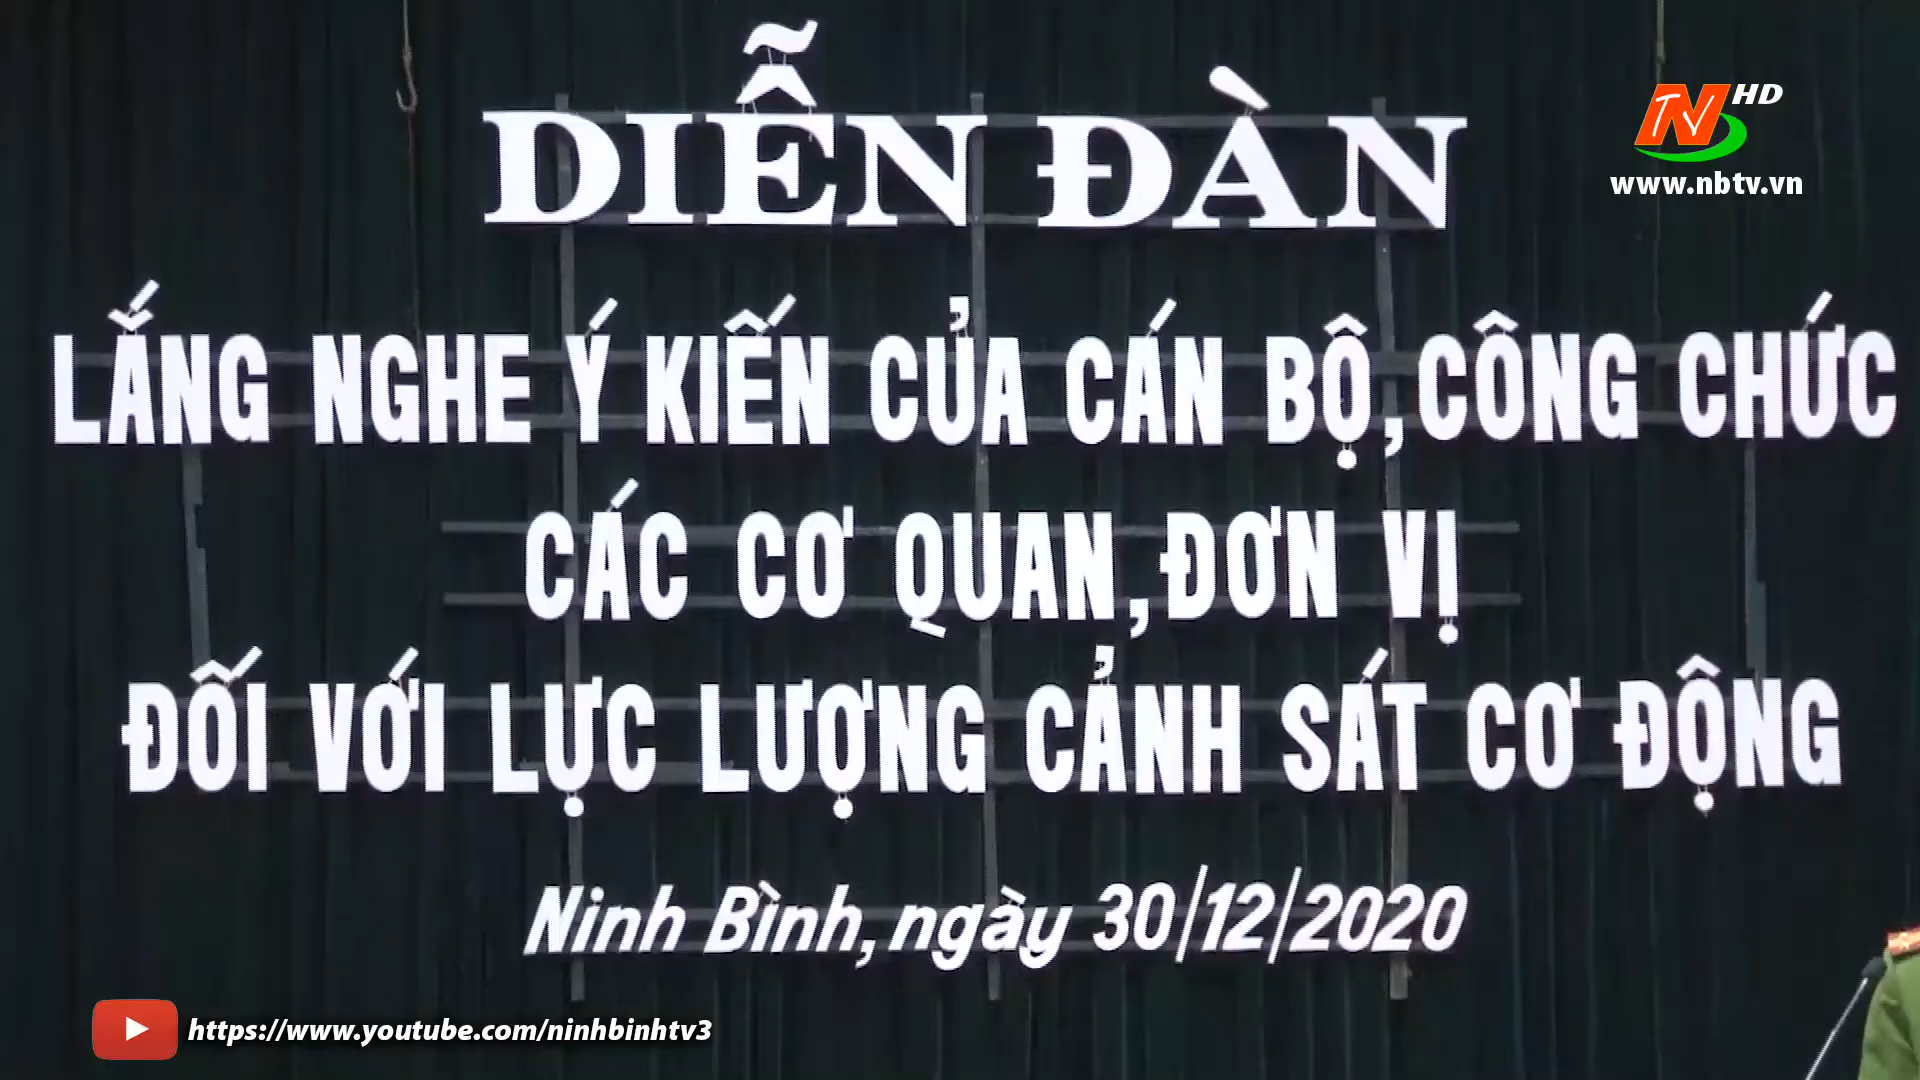 DIỄN ĐÀN
LẮNG NGHE Ý KIẾN CỦA CÁN BỘ, CÔNG CHỨC
CÁC CƠ QUAN, ĐƠN VỊ
ĐỐI VỚI LỰC LƯỢNG CẢNH SÁT CƠ ĐỘNG
Ninh Bình, ngày 30/12/2020
NTV HD
www.nbtv.vn
https://www.youtube.com/ninhbinhtv3